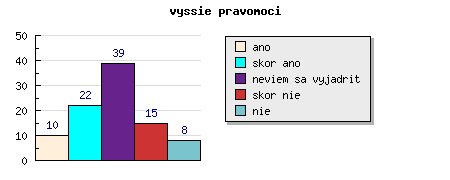 vyssie pravomoci
50
40
30
20
10
0
10
22
39
15
8
ano
skor ano
neviem sa vyjadrit
skor nie
nie